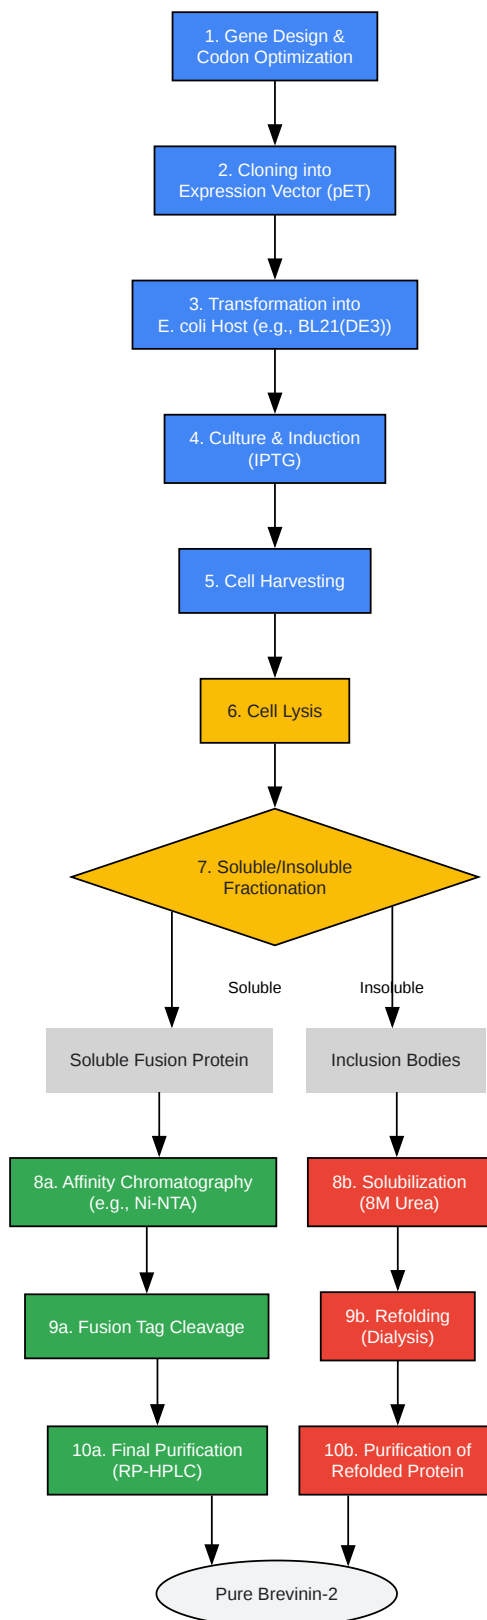 1. Gene Design &
Codon Optimization
2. Cloning into
Expression Vector (pET)
3. Transformation into
E. coli Host (e.g., BL21(DE3))
4. Culture & Induction
(IPTG)
5. Cell Harvesting
6. Cell Lysis
7. Soluble/Insoluble
Fractionation
Soluble
Insoluble
Soluble Fusion Protein
Inclusion Bodies
8a. Affinity Chromatography
(e.g., Ni-NTA)
8b. Solubilization
(8M Urea)
9a. Fusion Tag Cleavage
9b. Refolding
(Dialysis)
10a. Final Purification
(RP-HPLC)
10b. Purification of
Refolded Protein
Pure Brevinin-2